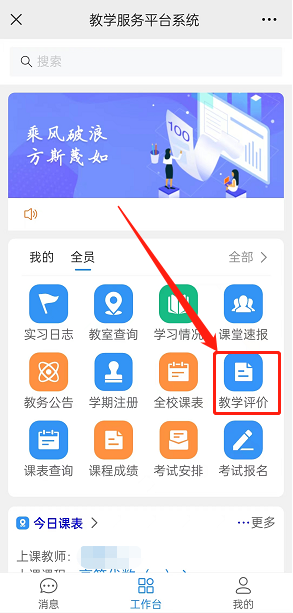 教学服务平台系统
搜索
乘风破浪
方斯蔑如
100
我的 全员 全部 >
实习日志 教室查询 学习情况 课堂速报
教务公告 学期注册 全校课表 教学评价
课表查询 课程成绩 考试安排 考试报名
今日课表 > ···更多
上课教师：
消息 工作台 我的